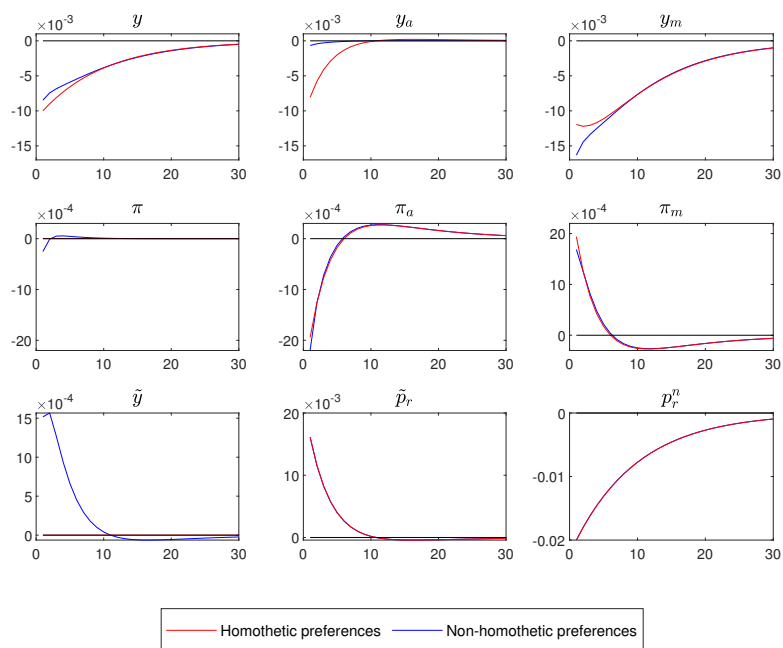 y y_a y_m
×10^-3 ×10^-3 ×10^-3
0 0 0
-5 -5 -5
-10 -10 -10
-15 -15 -15
0 10 20 30 0 10 20 30 0 10 20 30
π π_a π_m
×10^-4 ×10^-4 ×10^-4
0 0 20
-10 -10 10
-20 -20 0
0 10 20 30 0 10 20 30 0 10 20 30
ỹ p̃_r p_r^n
×10^-4 ×10^-3
15 20 0
10 10 -0.01
5 0 -0.02
0
0 10 20 30 0 10 20 30 0 10 20 30
Homothetic preferences Non-homothetic preferences